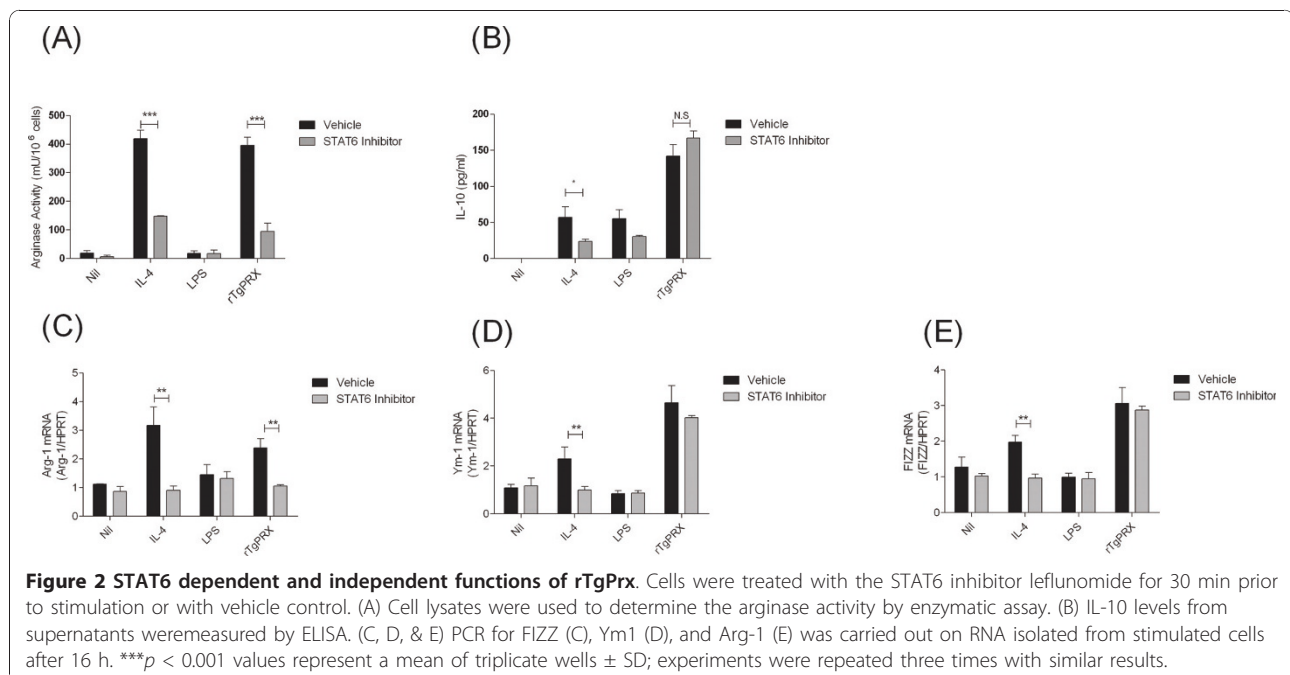 (A)
Arginase Activity (mU/10 6 cells)
500
400
300
200
100
0
***
***
Vehicle
STAT6 Inhibitor
Nil
IL-4
LPS
rTgPRX
(B)
IL-10 (pg/ml)
200
150
100
50
0
*
N.S
Vehicle
STAT6 Inhibitor
Nil
IL-4
LPS
rTgPRX
(C)
Arg-1 mRNA
(Arg-1/HPRT)
5
4
3
2
1
0
**
**
Vehicle
STAT6 Inhibitor
Nil
IL-4
LPS
rTgPRX
(D)
Ym-1 mRNA
(Ym-1/HPRT)
6
4
2
0
**
Vehicle
STAT6 Inhibitor
Nil
IL-4
LPS
rTgPRX
(E)
FIZZ mRNA
(FIZZ/HPRT)
4
3
2
1
0
**
Vehicle
STAT6 Inhibitor
Nil
IL-4
LPS
rTgPRX
Figure 2 STAT6 dependent and independent functions of rTgPrx. Cells were treated with the STAT6 inhibitor leflunomide for 30 min prior
to stimulation or with vehicle control. (A) Cell lysates were used to determine the arginase activity by enzymatic assay. (B) IL-10 levels from
supernatants weremeasured by ELISA. (C, D, & E) PCR for FIZZ (C), Ym1 (D), and Arg-1 (E) was carried out on RNA isolated from stimulated cells
after 16 h. ***p < 0.001 values represent a mean of triplicate wells ± SD; experiments were repeated three times with similar results.